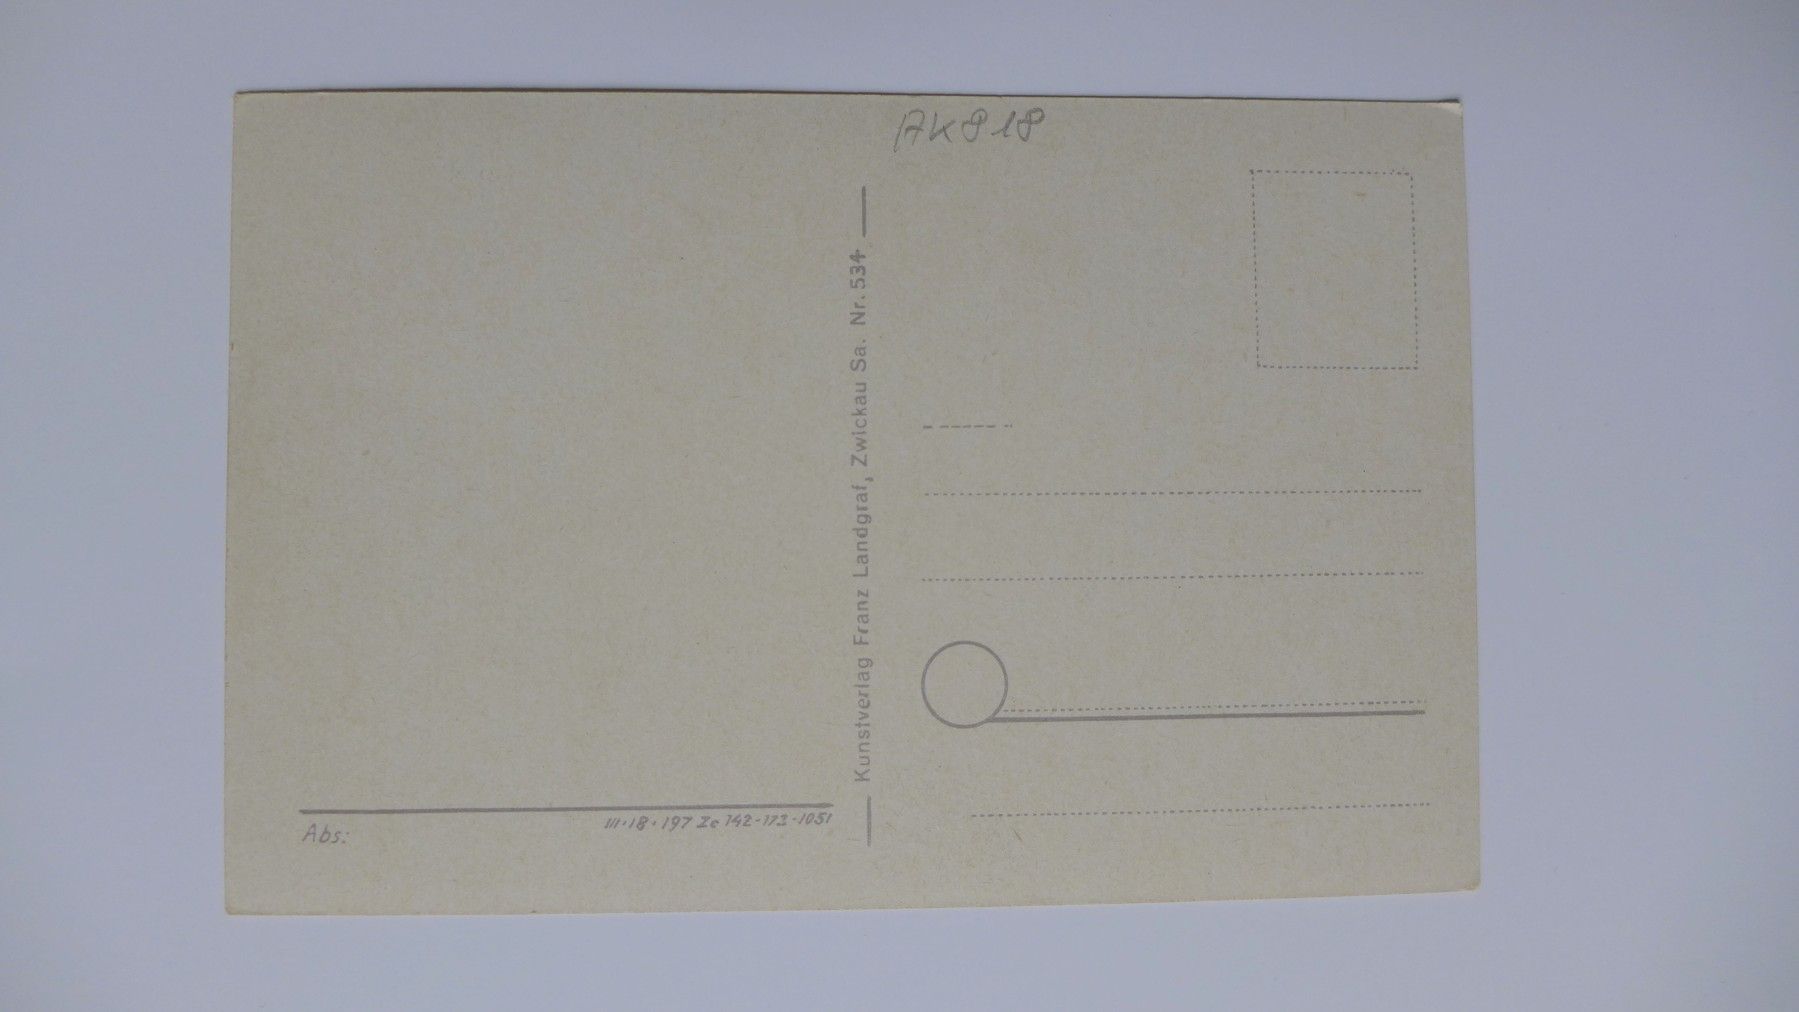 AK818
Kunstverlag Franz Landgraf, Zwickau Sa. Nr. 534
Abs:
III·18·197 Zc 142-173-1051